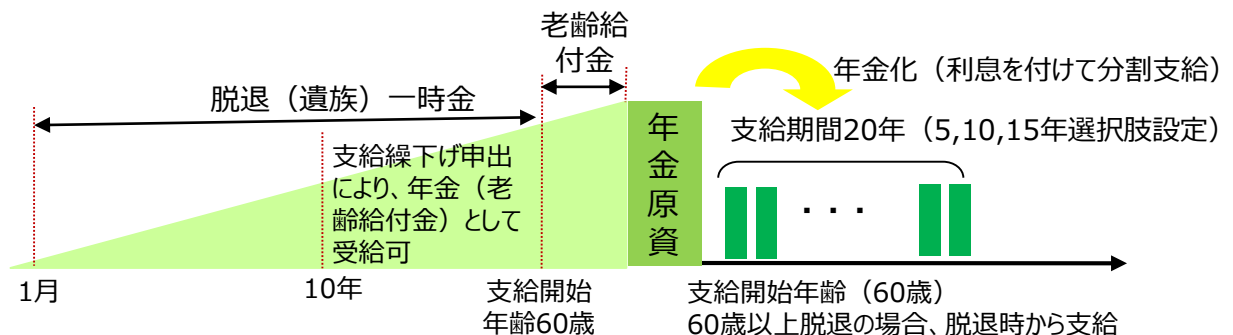 老齢給
付金
年金化（利息を付けて分割支給）
脱退（遺族）一時金
支給期間20年（5,10,15年選択肢設定）
年
金
原
資
支給繰下げ申出
により、年金（老
齢給付金）として
受給可
・・・
1月
10年
支給開始
年齢60歳
支給開始年齢（60歳）
60歳以上脱退の場合、脱退時から支給